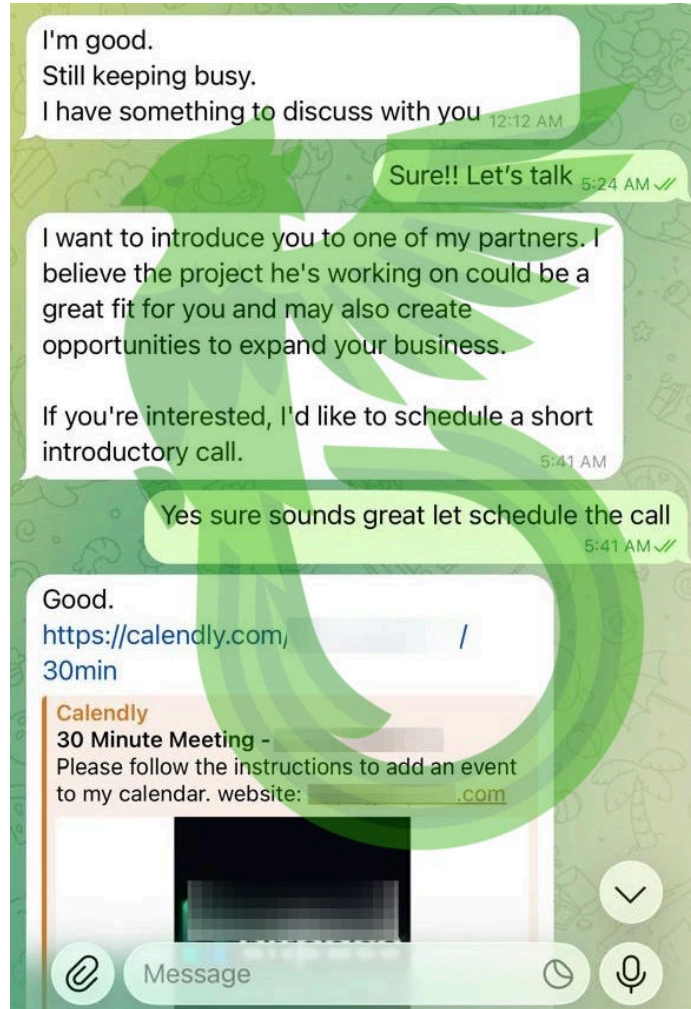 I'm good.
Still keeping busy.
I have something to discuss with you 12:12 AM
Sure!! Let's talk 5:24 AM
I want to introduce you to one of my partners. I
believe the project he's working on could be a
great fit for you and may also create
opportunities to expand your business.
If you're interested, I'd like to schedule a short
introductory call.
5:41 AM
Yes sure sounds great let schedule the call
5:41 AM
Good.
https://calendly.com/ /
30min
Calendly
30 Minute Meeting -
Please follow the instructions to add an event
to my calendar. website: .com
Message